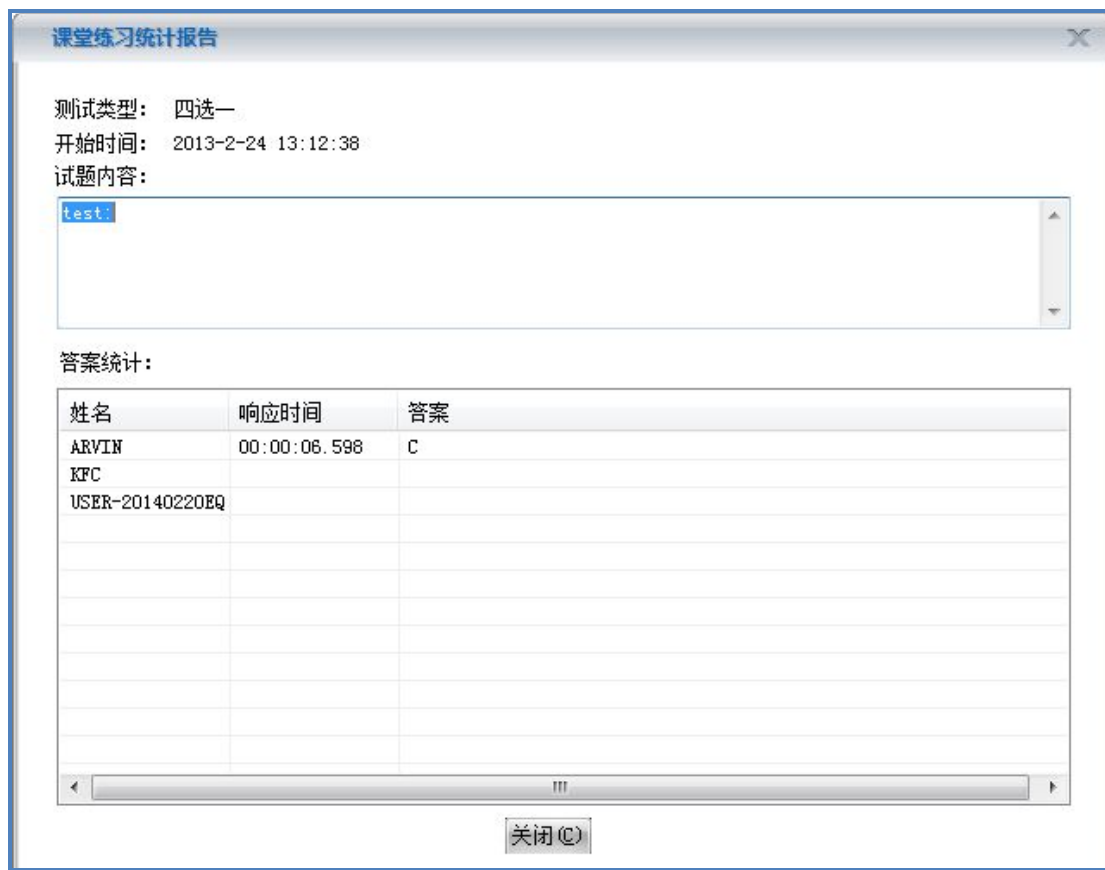 课堂练习统计报告
测试类型： 四选一
开始时间： 2013-2-24 13:12:38
试题内容：
test:
答案统计：
姓名 响应时间 答案
ARVIN 00:00:06.598 C
KFC
USER-20140220EQ
关闭(C)